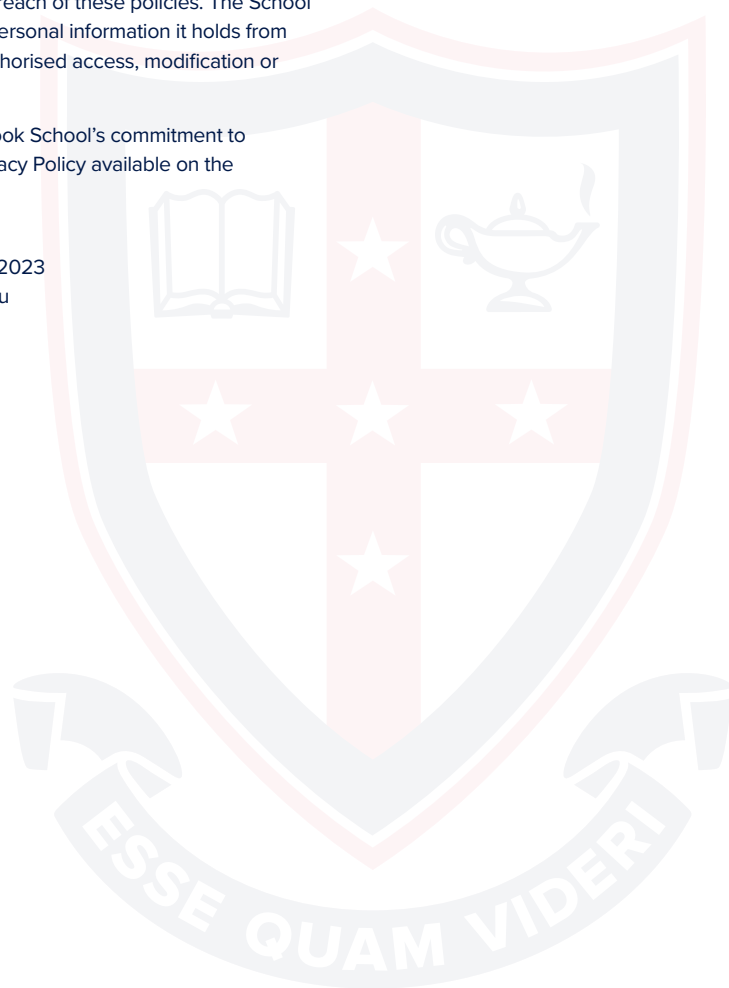 reach of these policies. The School
ersonal information it holds from
horised access, modification or
ok School's commitment to
acy Policy available on the
2023
u
ESSE QUAM VIDERI